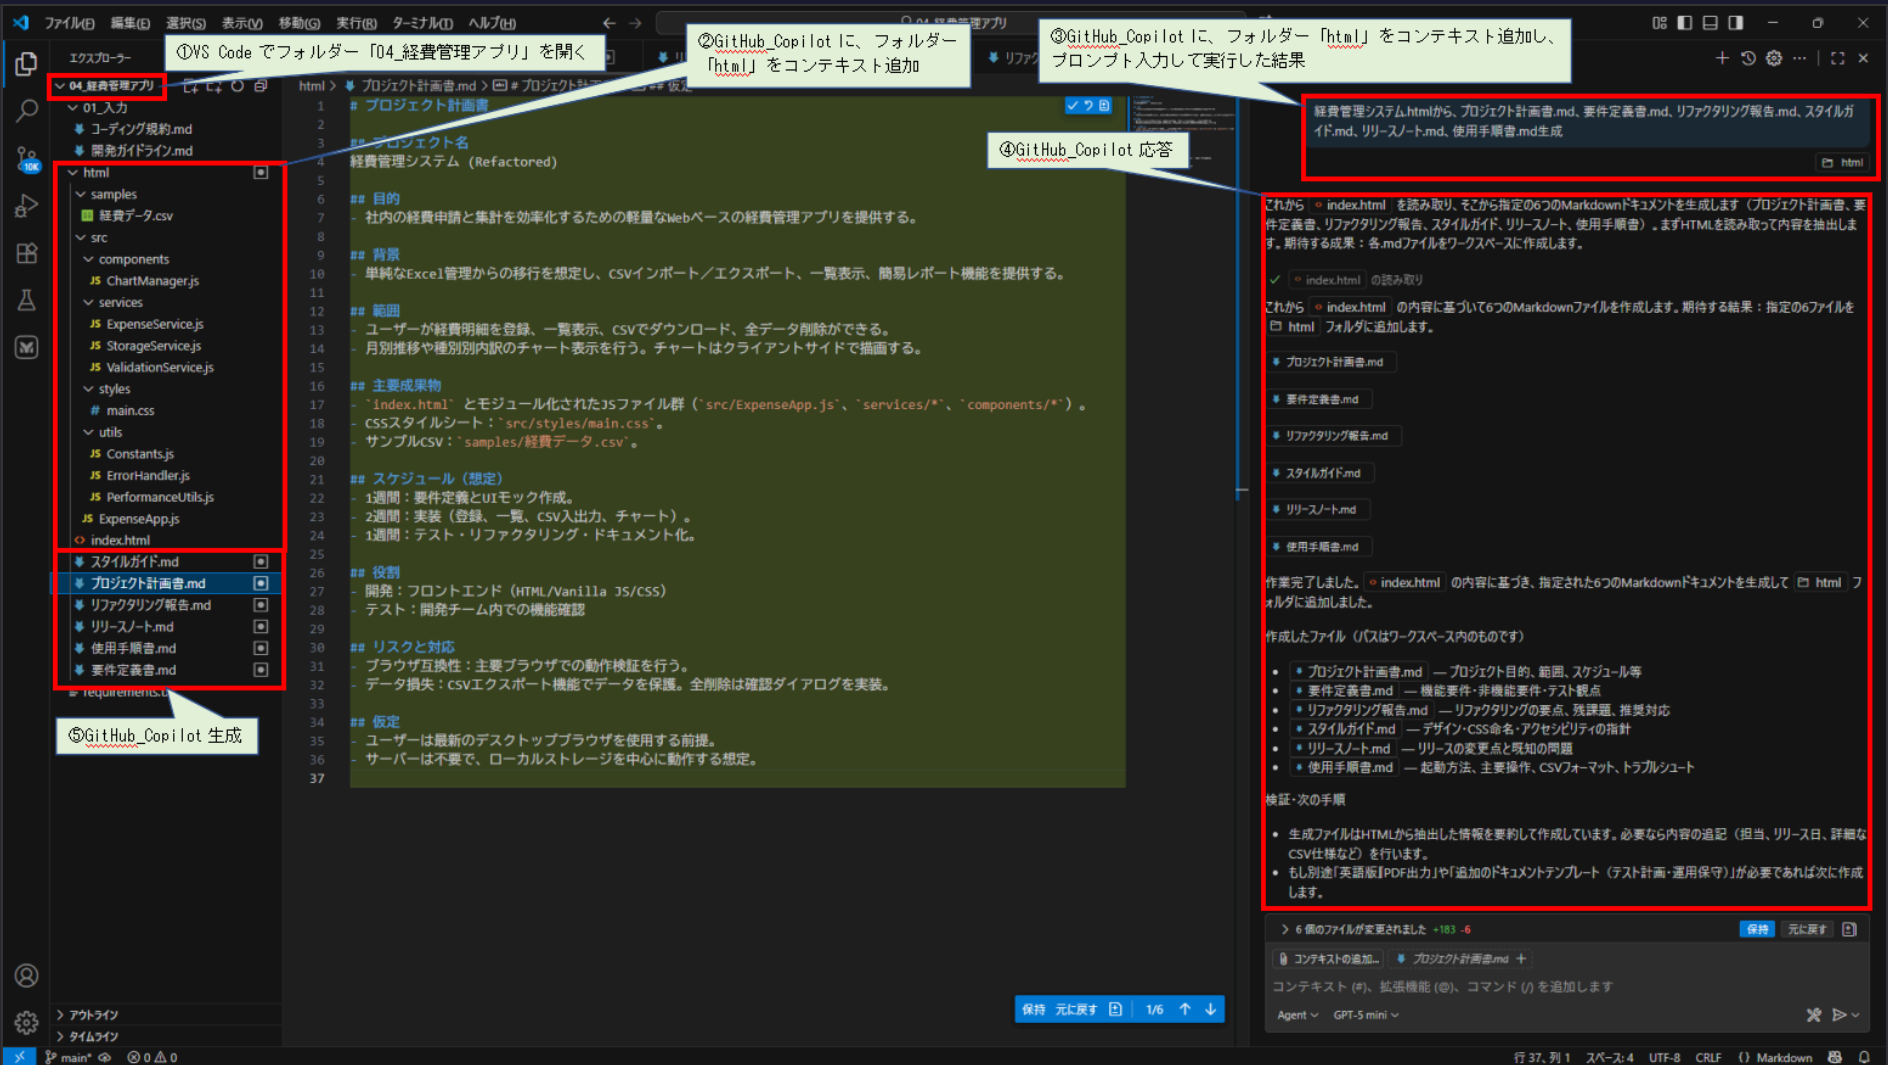 ファイル(F) 編集(E) 選択(S) 表示(V) 移動(G) 実行(R) ターミナル(T) ヘルプ(H)
①VS Code でフォルダー「04_経費管理アプリ」を開く
②GitHub_Copilot に、フォルダー
「html」をコンテキスト追加
③GitHub_Copilot に、フォルダー「html」をコンテキスト追加し、
プロンプト入力して実行した結果
④GitHub_Copilot 応答
⑤GitHub_Copilot 生成
エクスプローラー
04_経費管理アプリ
01_入力
コーディング規約.md
開発ガイドライン.md
html
samples
経費データ.csv
src
components
JS ChartManager.js
services
JS ExpenseService.js
JS StorageService.js
JS ValidationService.js
styles
# main.css
utils
JS Constants.js
JS ErrorHandler.js
JS PerformanceUtils.js
JS ExpenseApp.js
<> index.html
スタイルガイド.md
プロジェクト計画書.md
リファクタリング報告.md
リリースノート.md
使用手順書.md
要件定義書.md
10K
アウトライン
タイムライン
html > プロジェクト計画書.md >
1 # プロジェクト計画書
2
3 ## プロジェクト名
4 経費管理システム (Refactored)
5
6 ## 目的
7 - 社内の経費申請と集計を効率化するための軽量なWebベースの経費管理アプリを提供する。
8
9 ## 背景
10 - 単純なExcel管理からの移行を想定し、CSVインポート／エクスポート、一覧表示、簡易レポート機能を提供する。
11
12 ## 範囲
13 - ユーザーが経費明細を登録、一覧表示、CSVでダウンロード、全データ削除ができる。
14 - 月別推移や種別別内訳のチャート表示を行う。チャートはクライアントサイドで描画する。
15
16 ## 主要成果物
17 - `index.html` とモジュール化されたJSファイル群（`src/ExpenseApp.js`、`services/*`、`components/*`）。
18 - CSSスタイルシート：`src/styles/main.css`。
19 - サンプルCSV：`samples/経費データ.csv`。
20
21 ## スケジュール（想定）
22 - 1週間：要件定義とUIモック作成。
23 - 2週間：実装（登録、一覧、CSV入出力、チャート）。
24 - 1週間：テスト・リファクタリング・ドキュメント化。
25
26 ## 役割
27 - 開発：フロントエンド（HTML/Vanilla JS/CSS）
28 - テスト：開発チーム内での機能確認
29
30 ## リスクと対応
31 - ブラウザ互換性：主要ブラウザでの動作検証を行う。
32 - データ損失：CSVエクスポート機能でデータを保護。全削除は確認ダイアログを実装。
33
34 ## 仮定
35 - ユーザーは最新のデスクトップブラウザを使用する前提。
36 - サーバーは不要で、ローカルストレージを中心に動作する想定。
37
保持 元に戻す 1/6
経費管理システム.htmlから、プロジェクト計画書.md、要件定義書.md、リファクタリング報告.md、スタイルガ
イド.md、リリースノート.md、使用手順書.md生成
html
これから index.html を読み取り、そこから指定の6つのMarkdownドキュメントを生成します（プロジェクト計画書、要
件定義書、リファクタリング報告、スタイルガイド、リリースノート、使用手順書）。まずHTMLを読み取って内容を抽出しま
す。期待する成果：各.mdファイルをワークスペースに作成します。
index.html の読み取り
これから index.html の内容に基づいて6つのMarkdownファイルを作成します。期待する結果：指定の6ファイルを
html フォルダに追加します。
プロジェクト計画書.md
要件定義書.md
リファクタリング報告.md
スタイルガイド.md
リリースノート.md
使用手順書.md
作業完了しました。 index.html の内容に基づき、指定された6つのMarkdownドキュメントを生成して html フ
ォルダに追加しました。
作成したファイル（パスはワークスペース内のものです）
• プロジェクト計画書.md — プロジェクト目的、範囲、スケジュール等
• 要件定義書.md — 機能要件・非機能要件・テスト観点
• リファクタリング報告.md — リファクタリングの要点、残課題、推奨対応
• スタイルガイド.md — デザイン・CSS命名・アクセシビリティの指針
• リリースノート.md — リリースの変更点と既知の問題
• 使用手順書.md — 起動方法、主要操作、CSVフォーマット、トラブルシュート
検証・次の手順
• 生成ファイルはHTMLから抽出した情報を要約して作成しています。必要なら内容の追記（担当、リリース日、詳細な
CSV仕様など）を行います。
• もし別途「英語版」「PDF出力」や「追加のドキュメントテンプレート（テスト計画・運用保守）」が必要であれば次に作成
します。
6 個のファイルが変更されました +183 -6
保持 元に戻す
コンテキストの追加... プロジェクト計画書.md +
コンテキスト (#)、拡張機能 (@)、コマンド (/) を追加します
Agent GPT-5 mini
main* 0 0
行 37、列 1 スペース: 4 UTF-8 CRLF {} Markdown